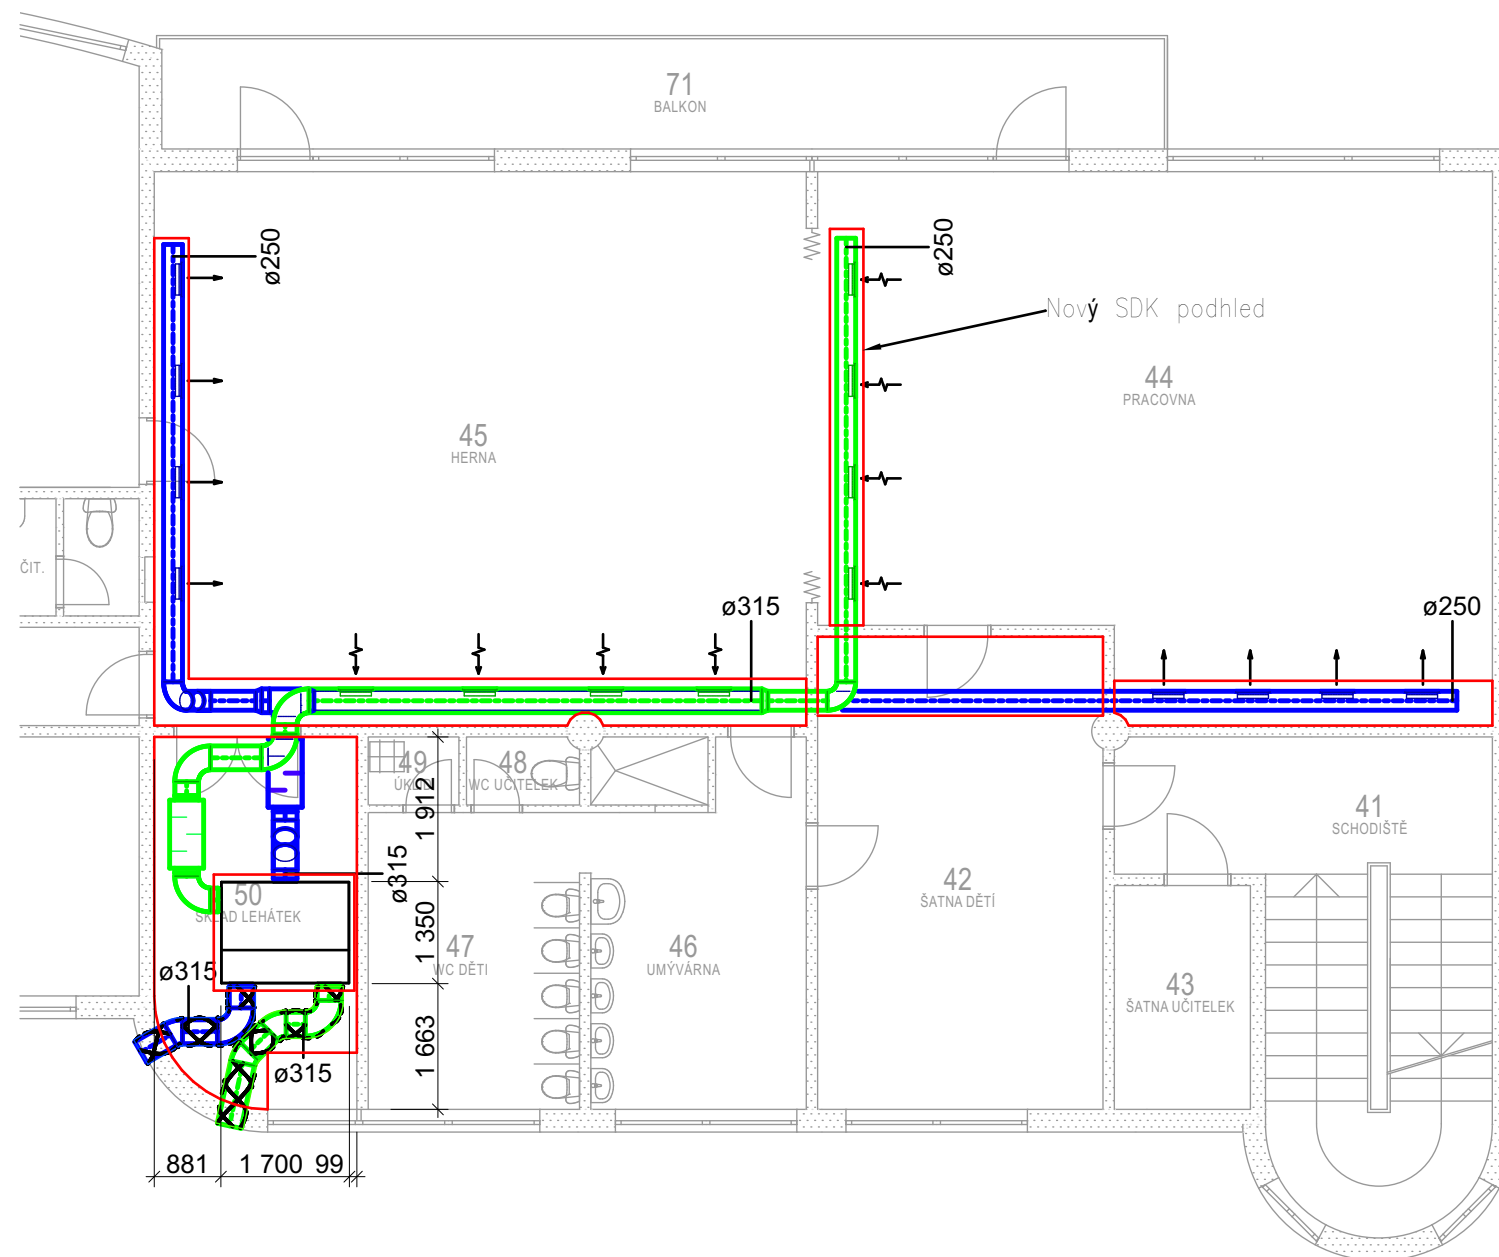 71
BALKON
ø250
ø250
Nový SDK podhled
44
PRACOVNA
45
HERNA
ČIT.
ø315
ø250
49
48
WC UČITELEK
1 912
41
SCHODIŠTĚ
ø315
50
SKLAD LEHÁTEK
42
ŠATNA DĚTÍ
1 350
47
WC DĚTI
46
UMÝVÁRNA
ø315
43
ŠATNA UČITELEK
1 663
ø315
881
1 700
99